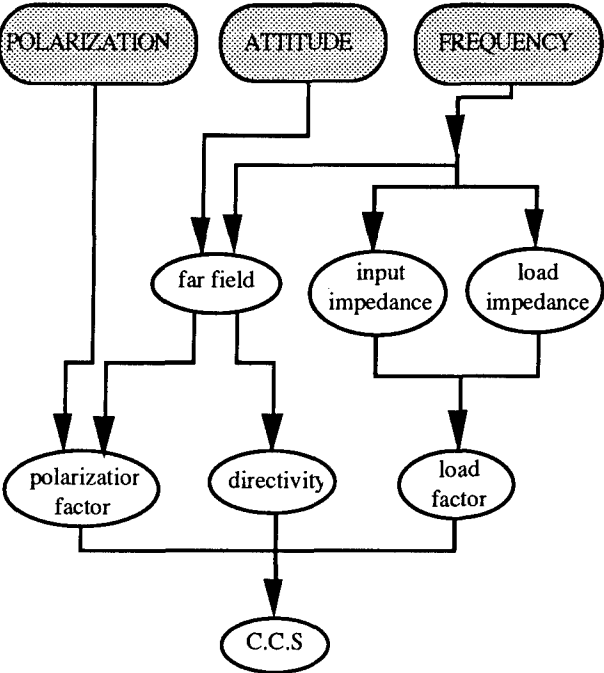 POLARIZATION
ATTITUDE
FREQUENCY
far field
input
impedance
load
impedance
polarizatior
factor
directivity
load
factor
C.C.S